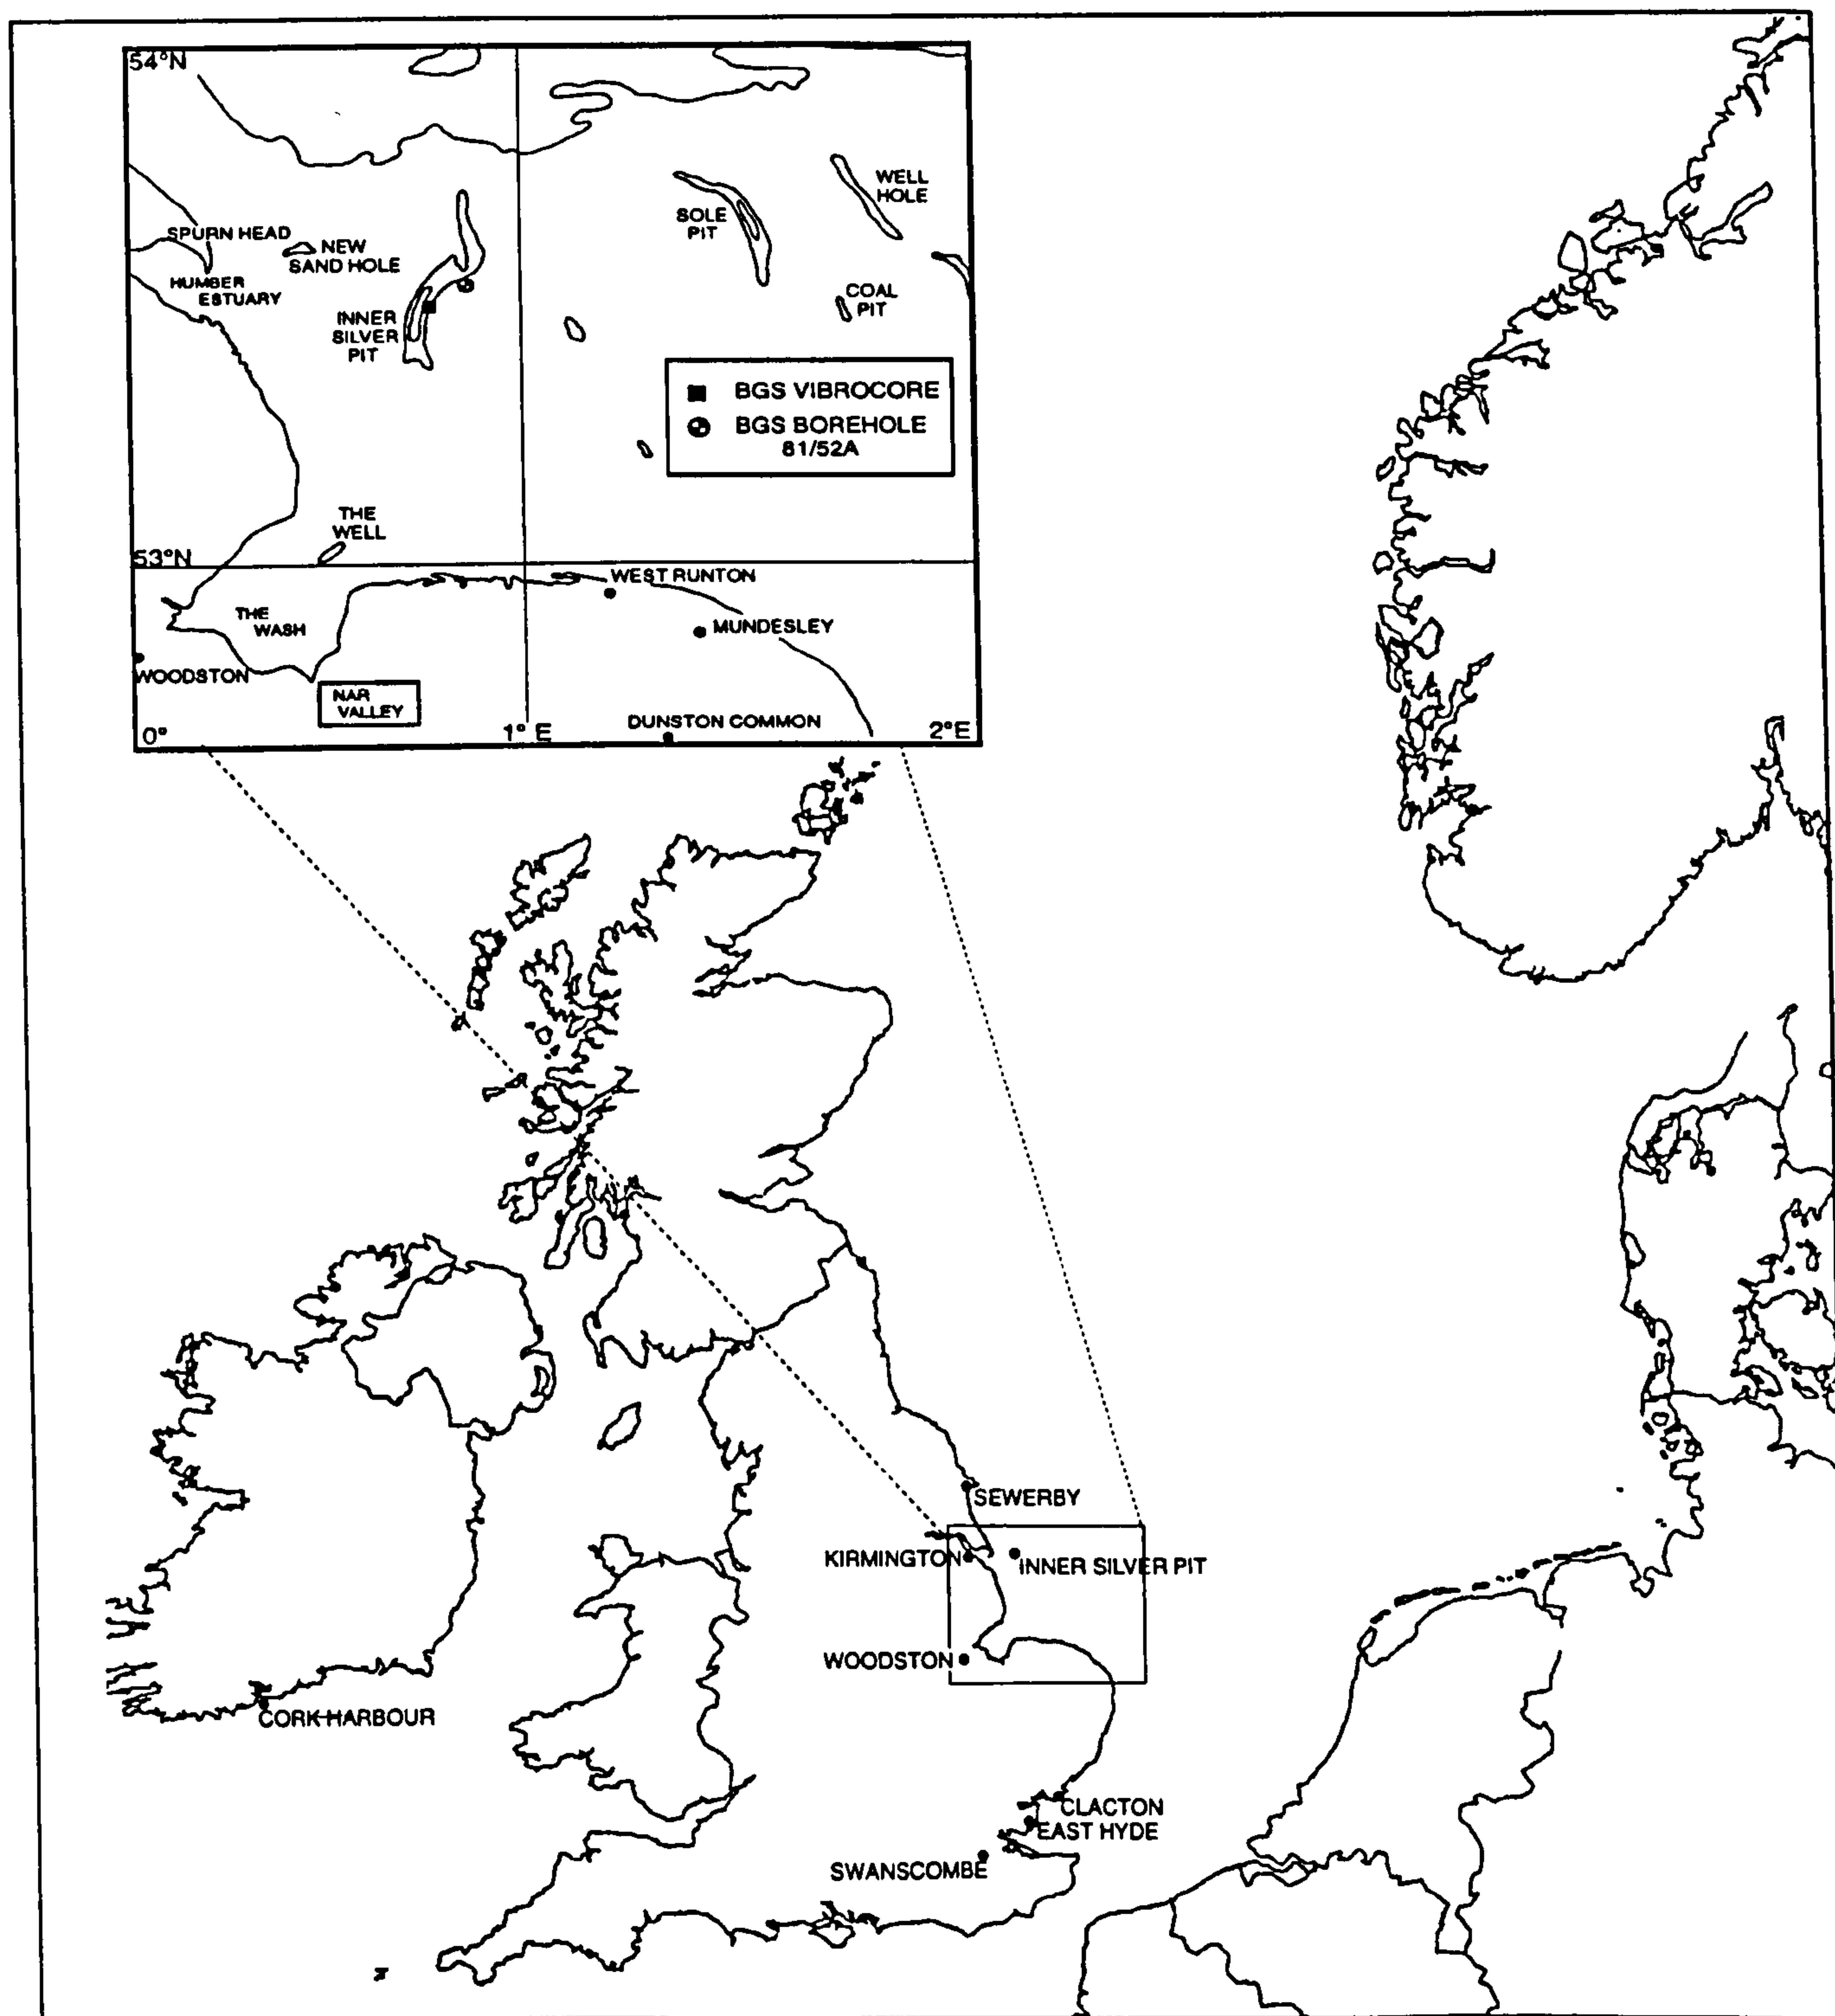 54°N
WELL
HOLE
SOLE
PIT
SPURN HEAD
NEW
SAND HOLE
HUMBER
ESTUARY
COAL
PIT
INNER
SILVER
PIT
BGS VIBROCORE
BGS BOREHOLE
81/52A
THE
WELL
53°N
WEST RUNTON
THE
WASH
MUNDESLEY
WOODSTON
NAR
VALLEY
DUNSTON COMMON
0°
1° E
2°E
SEWERBY
KIRMINGTON
INNER SILVER PIT
WOODSTON
CORK HARBOUR
CLACTON
EAST HYDE
SWANSCOMBE